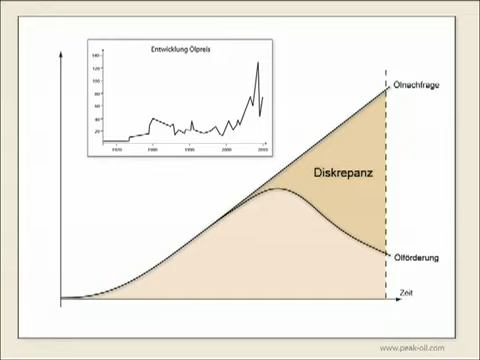 Entwicklung Ölpreis
140
120
100
80
60
40
20
1970
1980
1990
2000
2010
Ölnachfrage
Diskrepanz
Ölförderung
Zeit
www.peak-oil.com